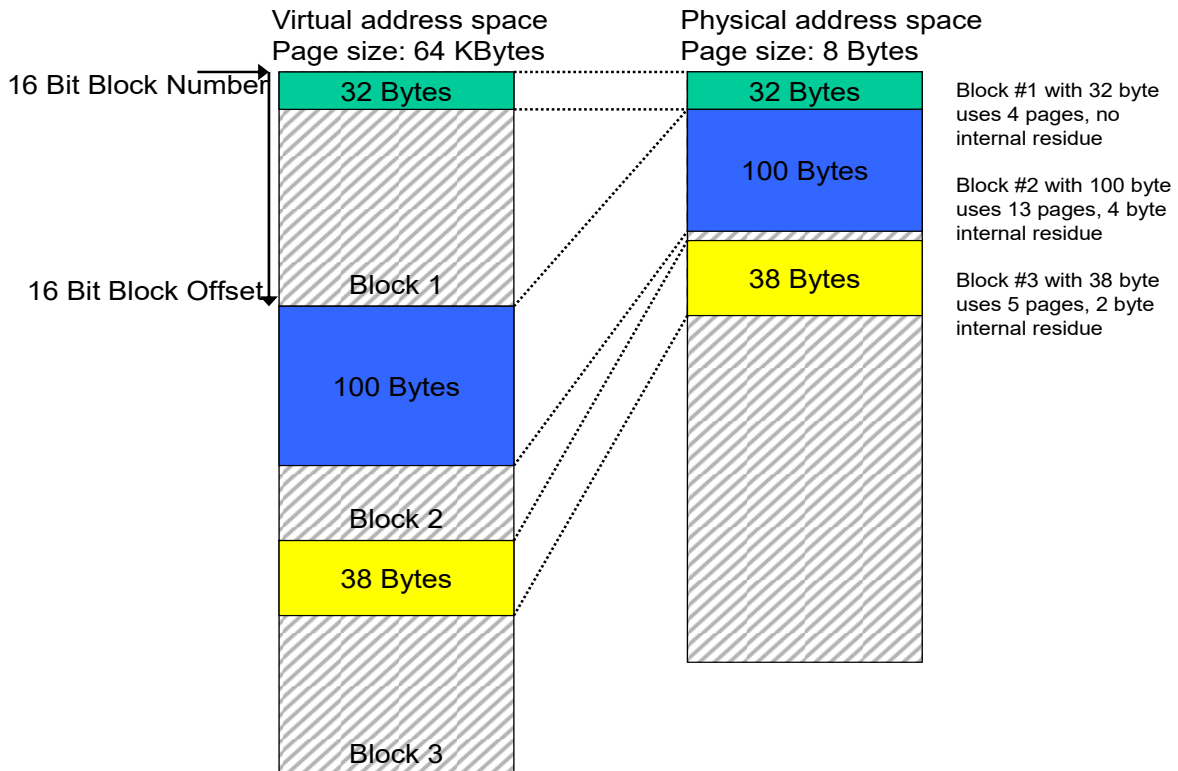 Virtual address space
Page size: 64 KBytes
Physical address space
Page size: 8 Bytes
16 Bit Block Number
32 Bytes
32 Bytes
Block #1 with 32 byte
uses 4 pages, no
internal residue
100 Bytes
Block #2 with 100 byte
uses 13 pages, 4 byte
internal residue
16 Bit Block Offset
Block 1
38 Bytes
Block #3 with 38 byte
uses 5 pages, 2 byte
internal residue
100 Bytes
Block 2
38 Bytes
Block 3